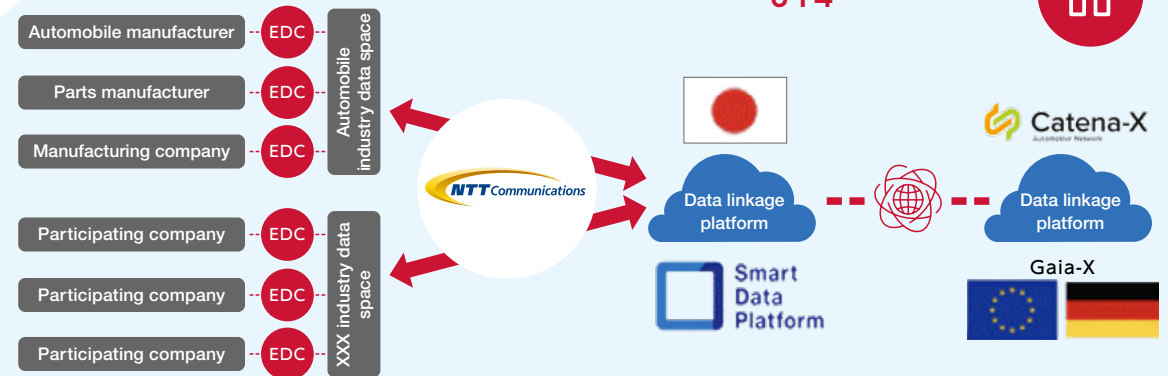 Automobile manufacturer
EDC
Parts manufacturer
EDC
Manufacturing company
EDC
Automobile
industry data space
Participating company
EDC
Participating company
EDC
Participating company
EDC
XXX industry data
space
NTT Communications
Data linkage
platform
Smart
Data
Platform
Catena-X
Automotive Network
Data linkage
platform
Gaia-X